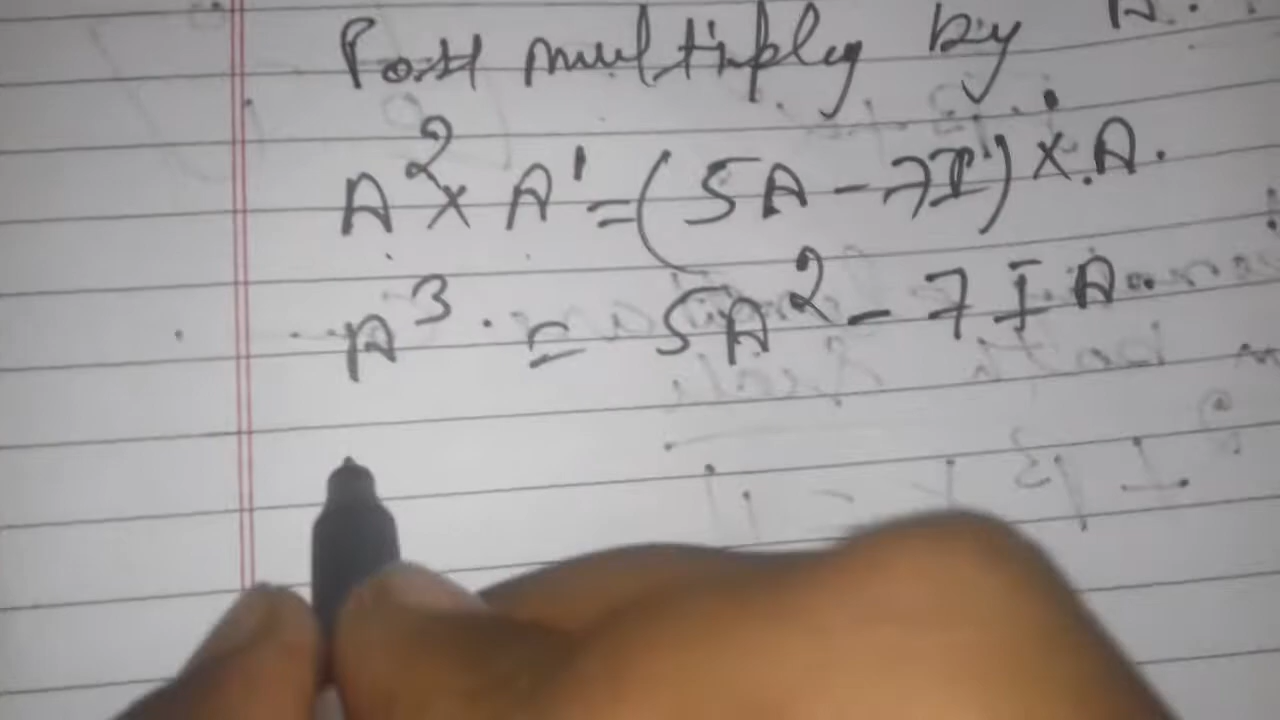 Post multiply by A.
A² × A' = (5A - 7I) × A.
A³ = 5A² - 7IA